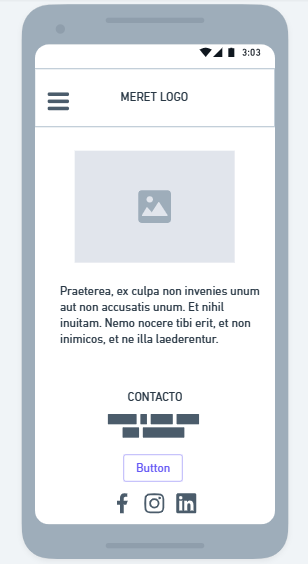 3:03
MERET LOGO
Praeterea, ex culpa non invenies unum
aut non accusatis unum. Et nihil
inuitam. Nemo nocere tibi erit, et non
inimicos, et ne illa laederentur.
CONTACTO
Button